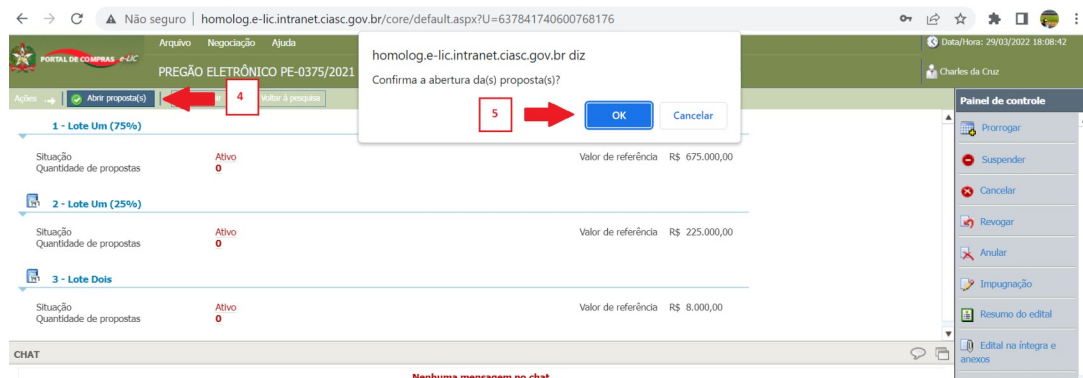 Não seguro | homolog.e-lic.intranet.ciasc.gov.br/core/default.aspx?U=637841740600768176
PORTAL DE COMPRAS e-LIC
Arquivo Negociação Ajuda
PREGÃO ELETRÔNICO PE-0375/2021
homolog.e-lic.intranet.ciasc.gov.br diz
Confirma a abertura da(s) proposta(s)?
5
OK Cancelar
Data/Hora: 29/03/2022 18:08:42
Charles da Cruz
Ações Abrir proposta(s) 4 Voltar à pesquisa
1 - Lote Um (75%)
Situação Ativo Valor de referência R$ 675.000,00
Quantidade de propostas 0
2 - Lote Um (25%)
Situação Ativo Valor de referência R$ 225.000,00
Quantidade de propostas 0
3 - Lote Dois
Situação Ativo Valor de referência R$ 8.000,00
Quantidade de propostas 0
CHAT
Nenhuma mensagem no chat
Painel de controle
Prorrogar
Suspender
Cancelar
Revogar
Anular
Impugnação
Resumo do edital
Edital na íntegra e
anexos